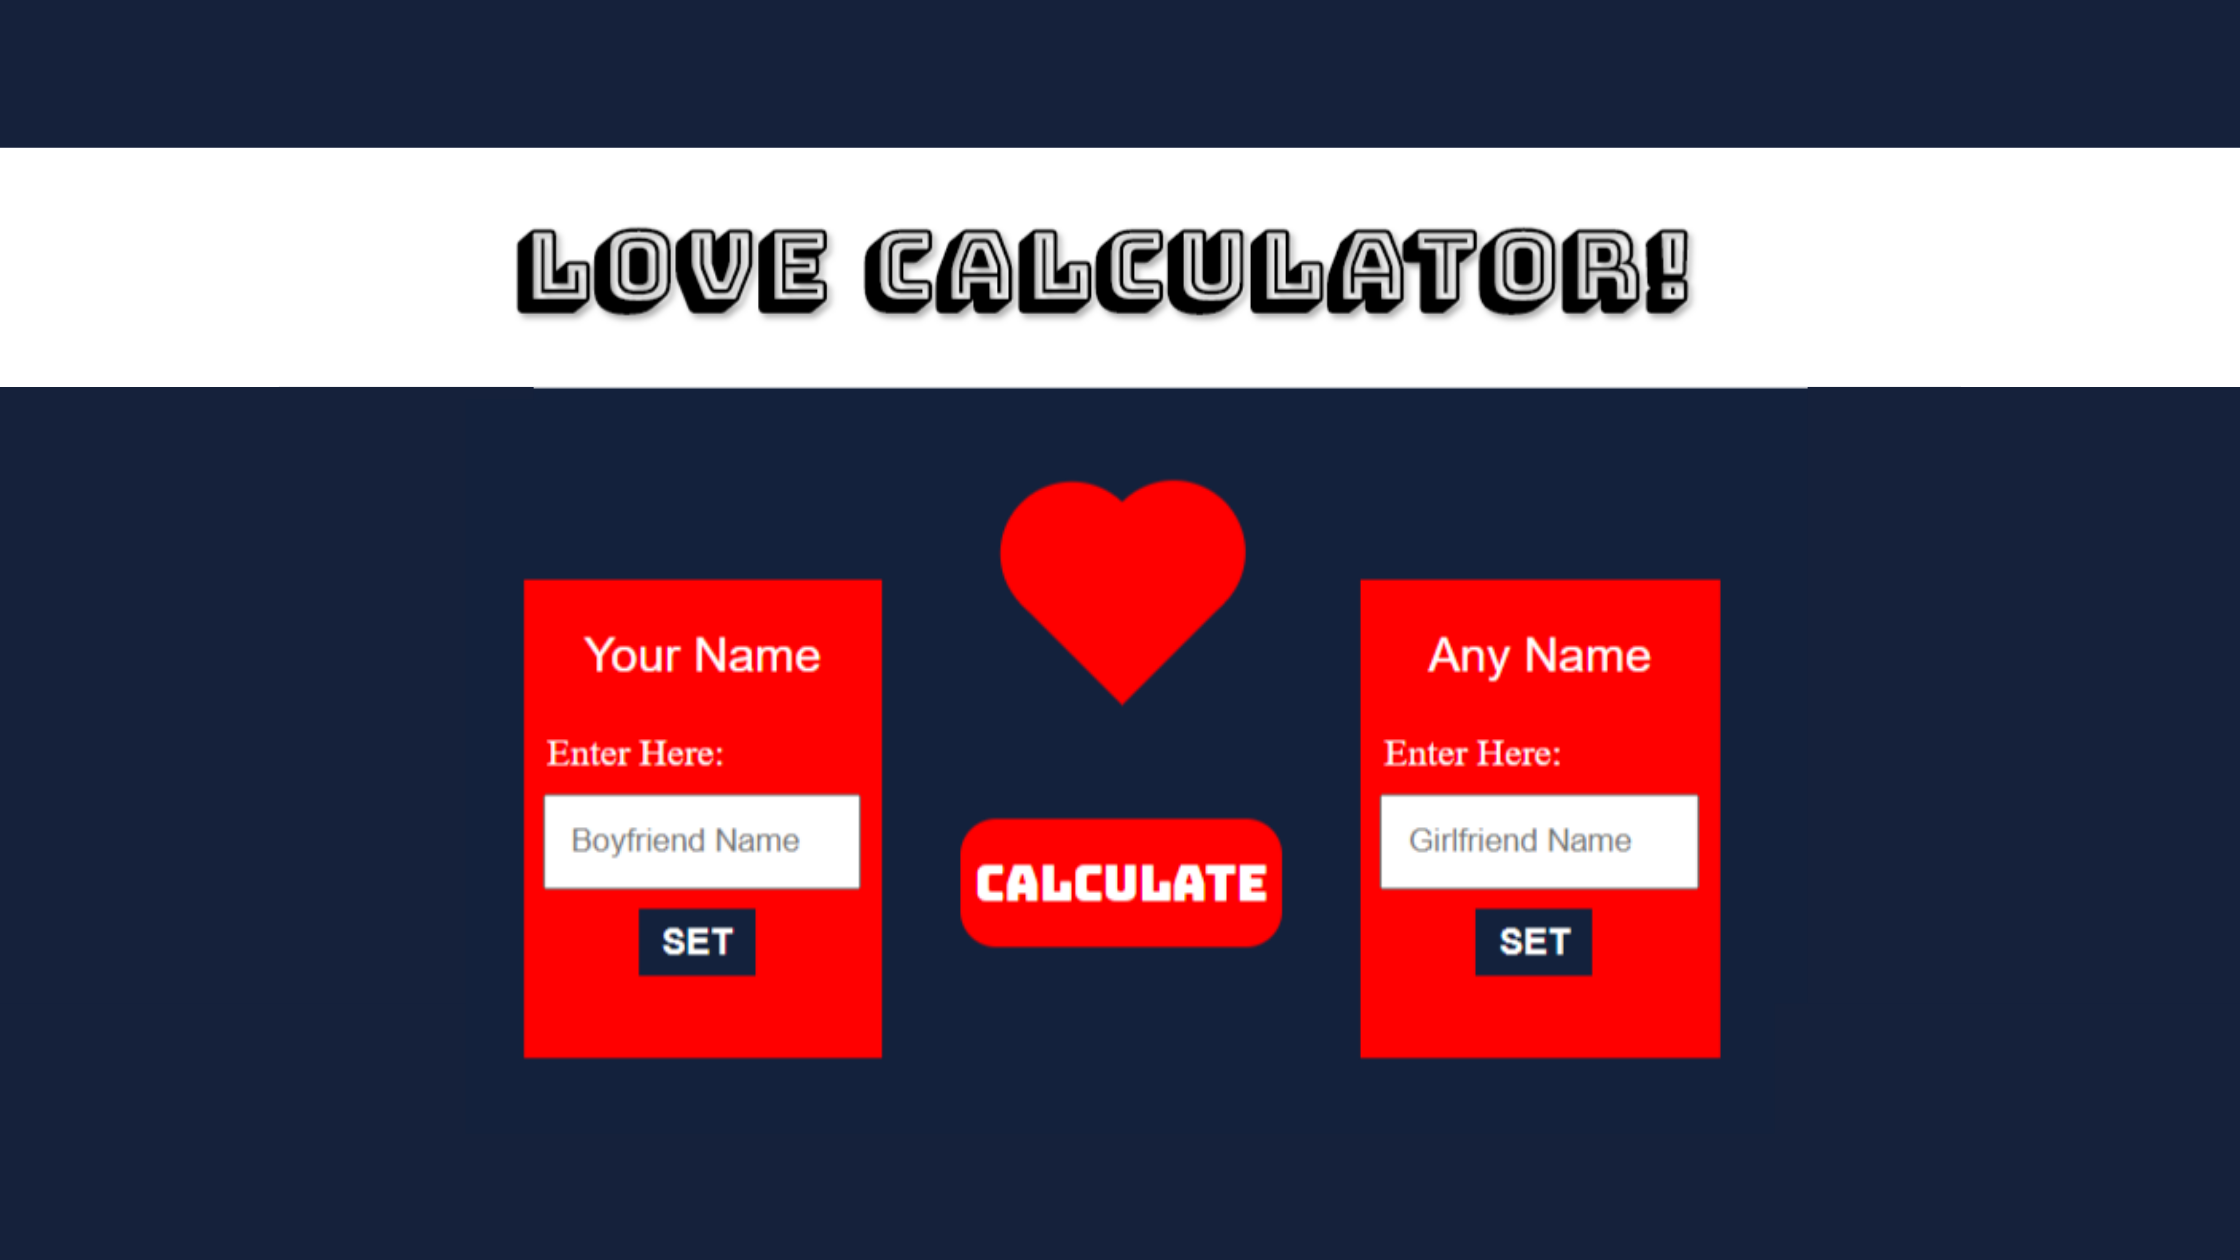 LOVE CALCULATOR!
Your Name
Enter Here:
Boyfriend Name
SET
CALCULATE
Any Name
Enter Here:
Girlfriend Name
SET